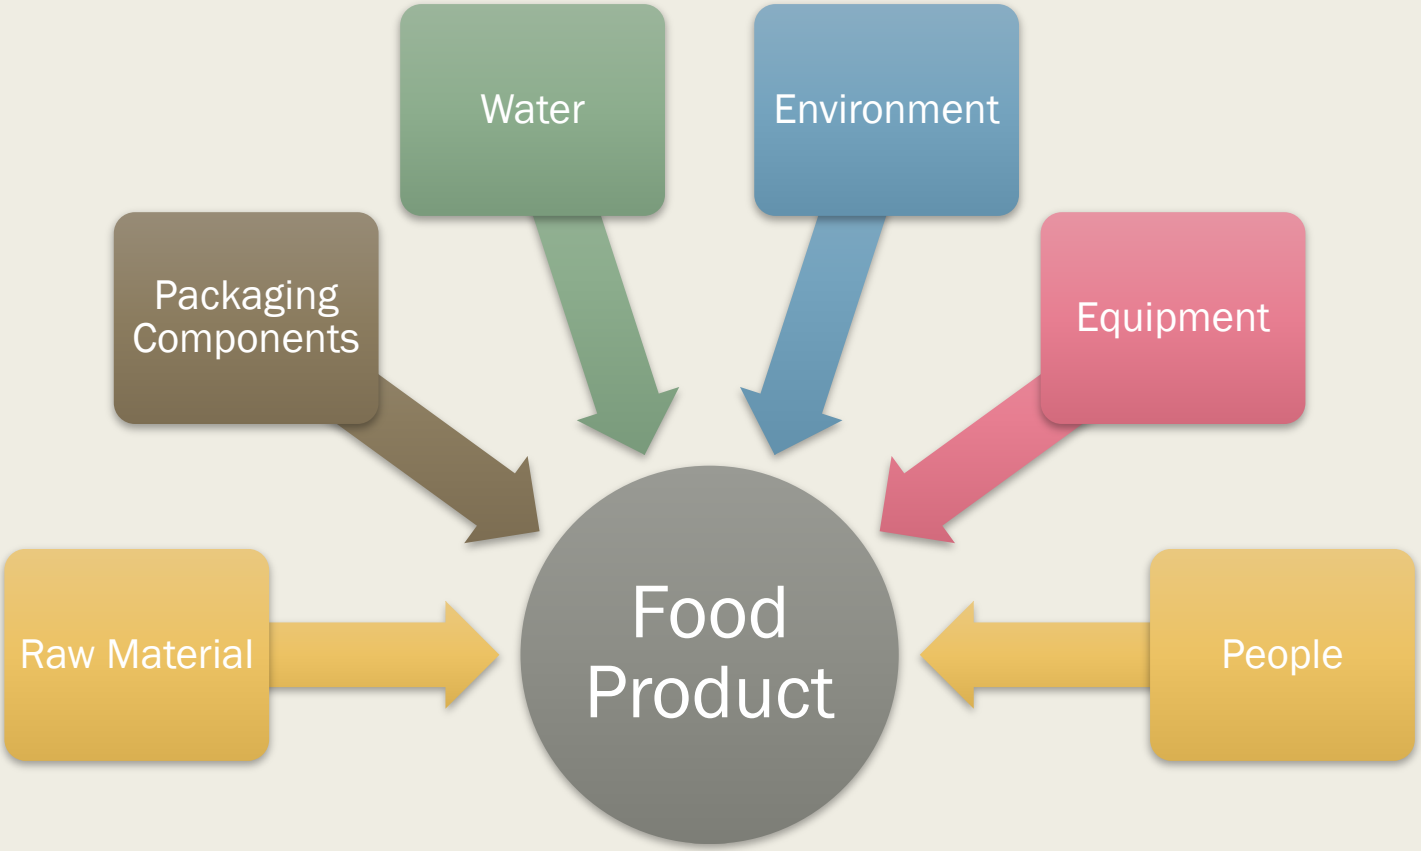 Water
Environment
Packaging
Components
Equipment
Raw Material
Food
Product
People